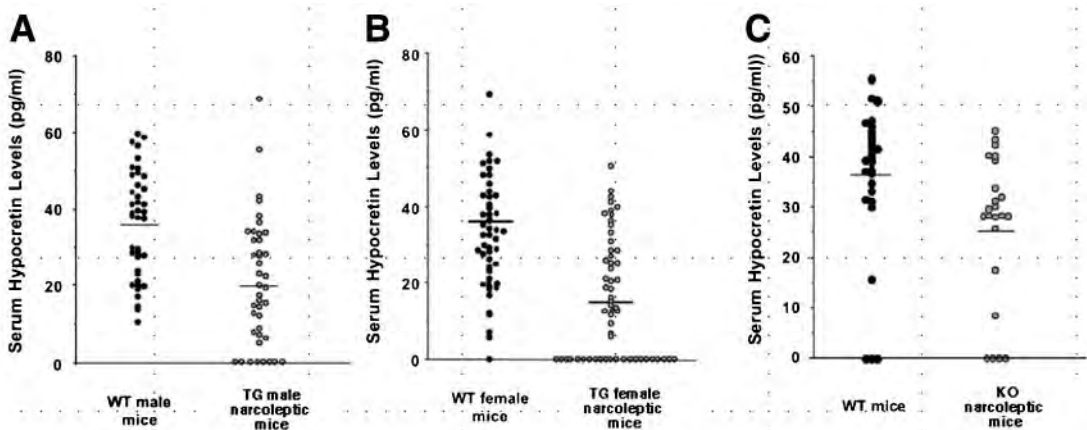 A
Serum Hypocretin Levels (pg/ml)
80
60
40
20
0
WT male
mice
TG male
narcoleptic
mice
B
Serum Hypocretin Levels (pg/ml)
80
60
40
20
0
WT female
mice
TG female
narcoleptic
mice
C
Serum Hypocretin Levels (pg/ml))
60
50
40
30
20
10
0
WT. mice
KO
narcoleptic
mice